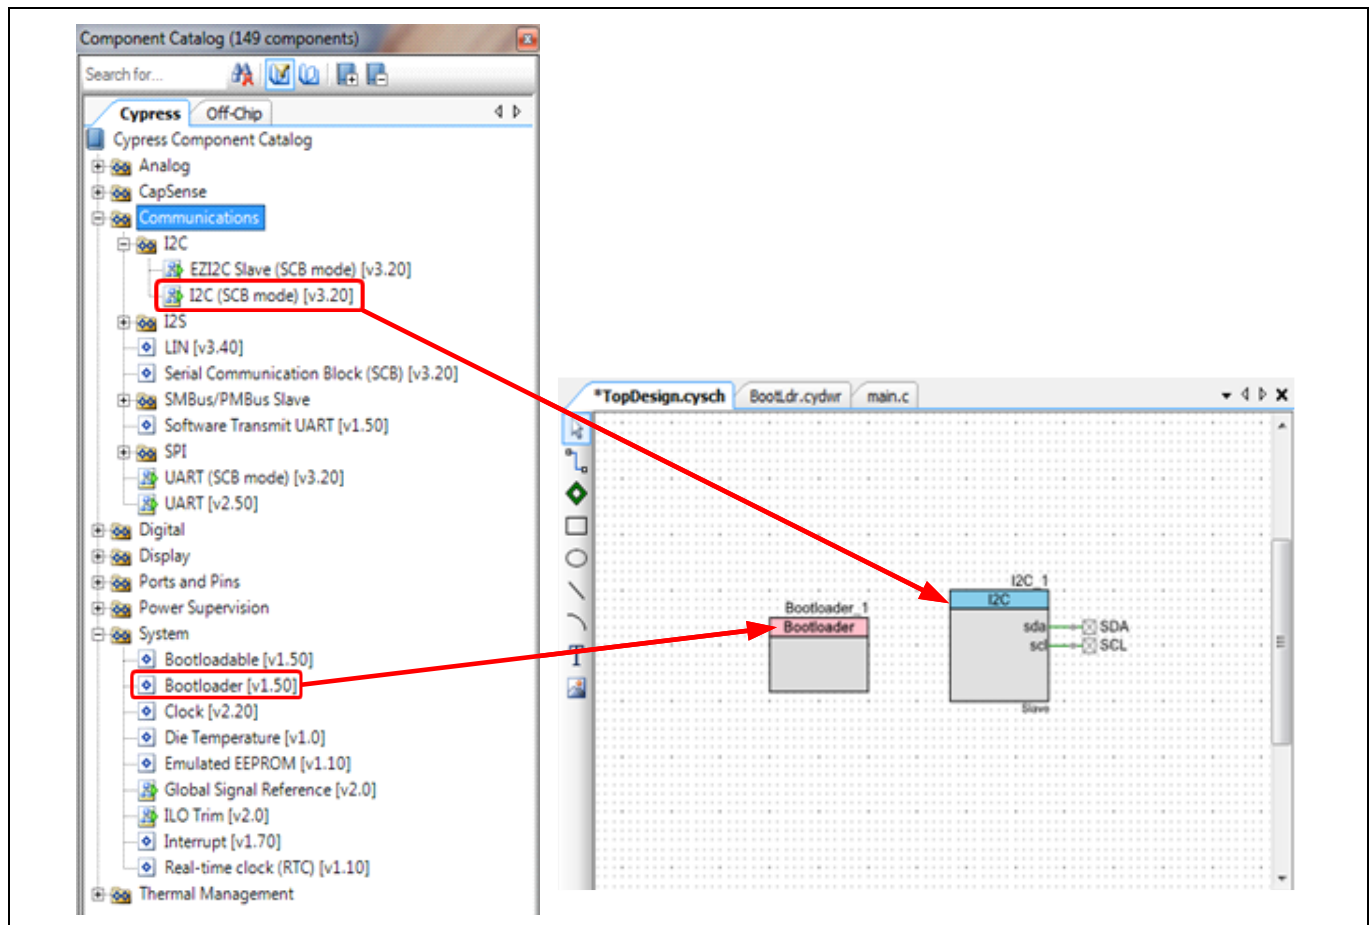 Component Catalog (149 components)
Search for...
Cypress
Off-Chip
Cypress Component Catalog
Analog
CapSense
Communications
I2C
EZI2C Slave (SCB mode) [v3.20]
I2C (SCB mode) [v3.20]
I2S
LIN [v3.40]
Serial Communication Block (SCB) [v3.20]
SMBus/PMBus Slave
Software Transmit UART [v1.50]
SPI
UART (SCB mode) [v3.20]
UART [v2.50]
Digital
Display
Ports and Pins
Power Supervision
System
Bootloadable [v1.50]
Bootloader [v1.50]
Clock [v2.20]
Die Temperature [v1.0]
Emulated EEPROM [v1.10]
Global Signal Reference [v2.0]
ILO Trim [v2.0]
Interrupt [v1.70]
Real-time clock (RTC) [v1.10]
Thermal Management
*TopDesign.cysch
BootLdr.cydwr
main.c
T
Bootloader_1
Bootloader
I2C_1
I2C
sda
SDA
scl
SCL
Slave